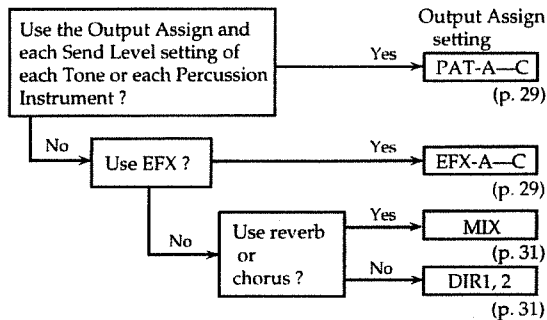 Output Assign
setting
Use the Output Assign and
each Send Level setting of
each Tone or each Percussion
Instrument ?
Yes
PAT-A—C
(p. 29)
No
Use EFX ?
Yes
EFX-A—C
(p. 29)
No
Use reverb
or
chorus ?
Yes
MIX
(p. 31)
No
DIR1, 2
(p. 31)